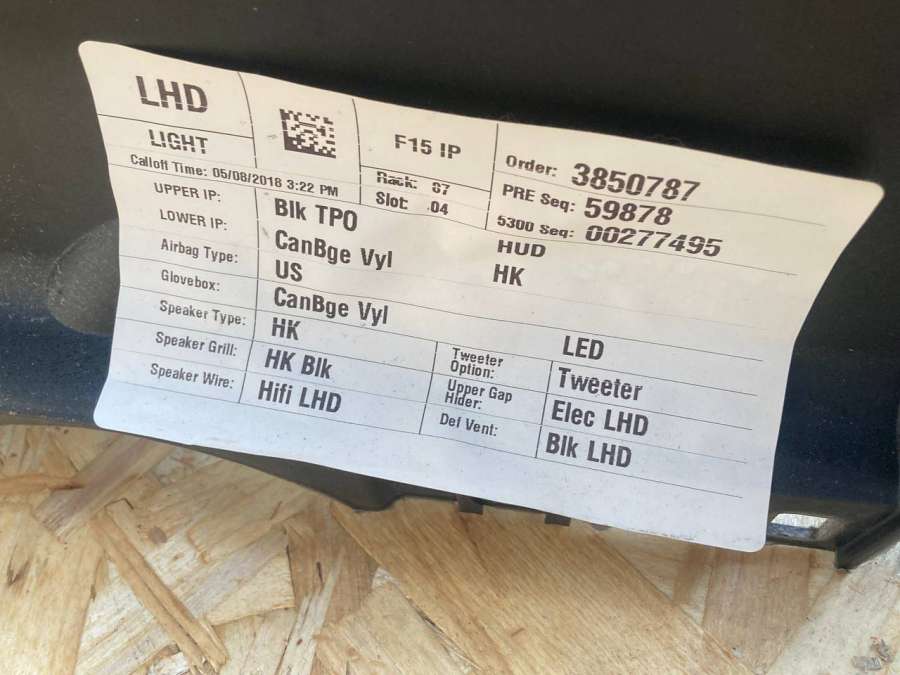 LHD
LIGHT
F15 IP
Order: 3850787
Calloff Time: 05/08/2018 3:22 PM
Rack: 07
PRE Seq: 59878
Slot: 04
5300 Seq: 00277495
UPPER IP: Blk TPO HUD
LOWER IP: CanBge Vyl HK
Airbag Type: US
Glovebox: CanBge Vyl LED
Speaker Type: HK Tweeter Option: Tweeter
Speaker Grill: HK Blk Upper Gap Hider: Elec LHD
Speaker Wire: Hifi LHD Def Vent: Blk LHD